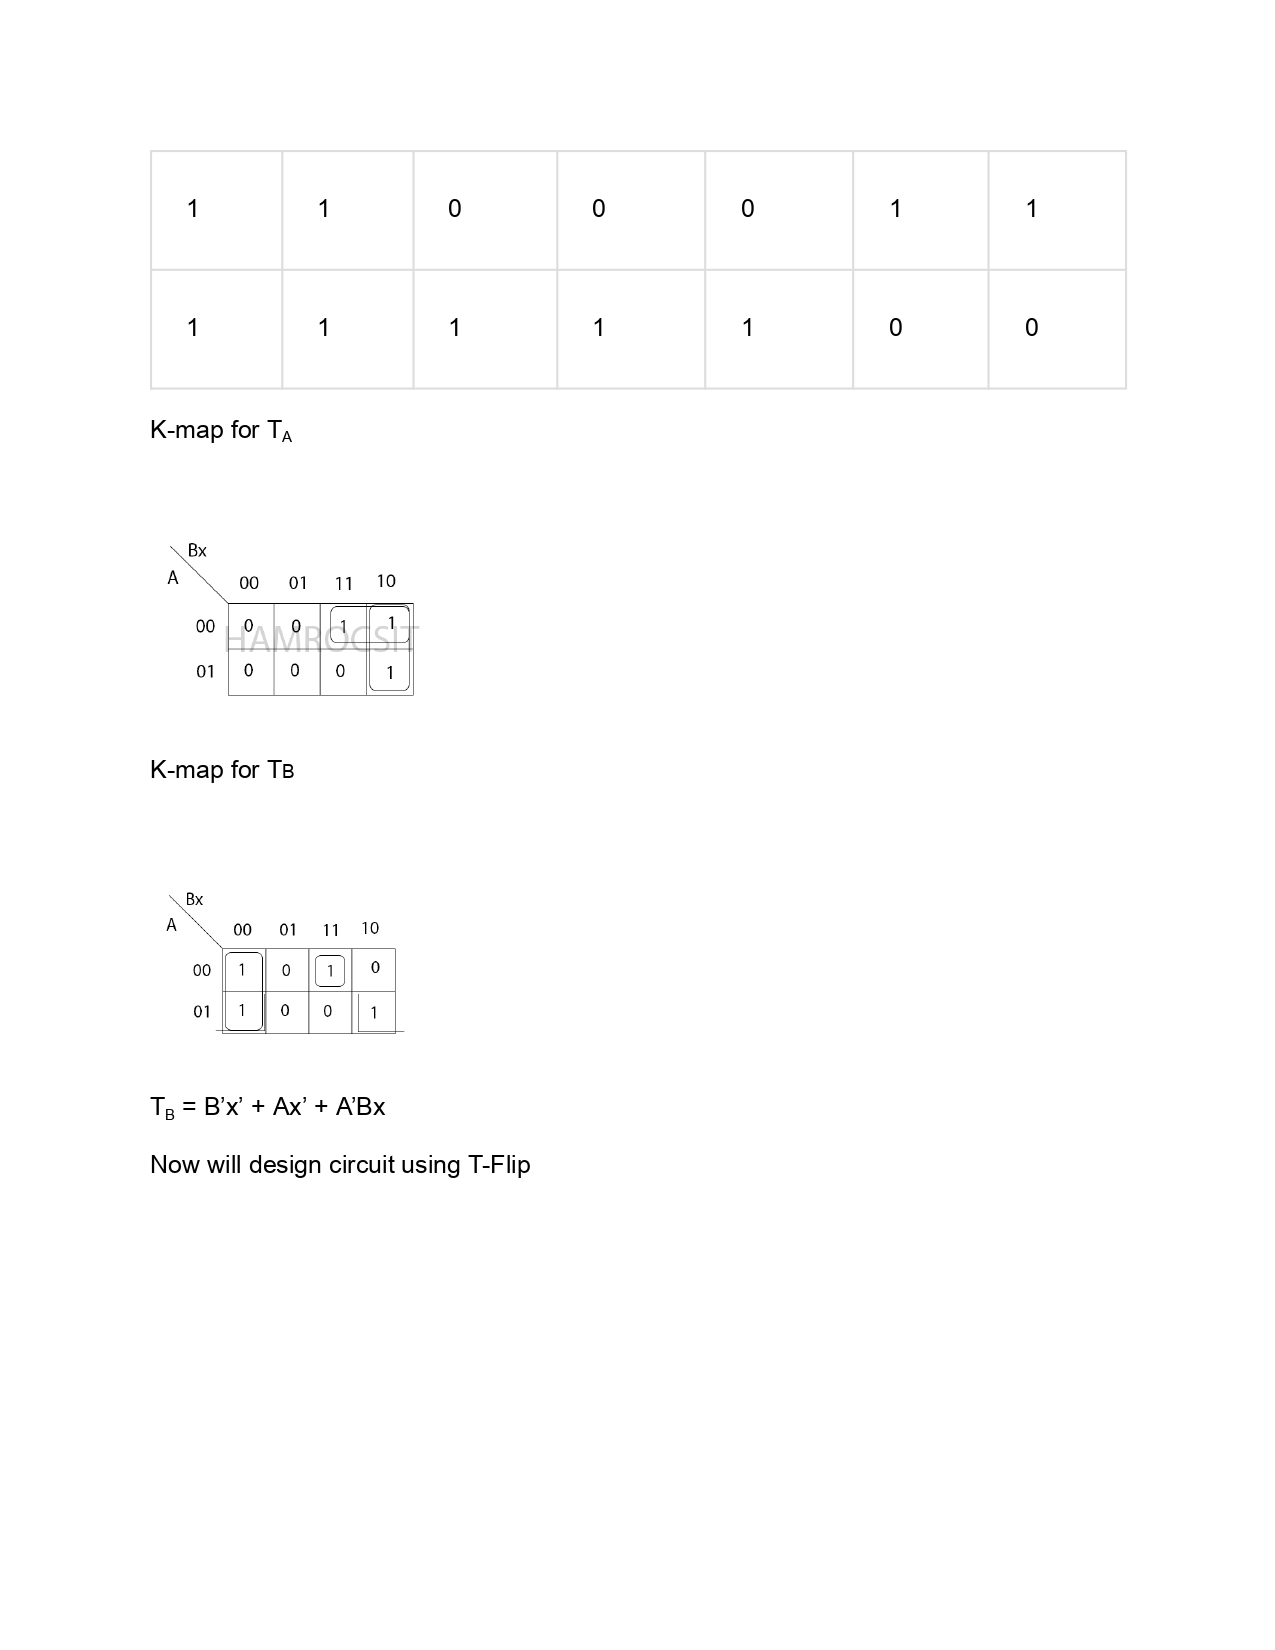 1 1 0 0 0 1 1
1 1 1 1 1 0 0
K-map for TA
Bx
A
00 01 11 10
00 0 0 1 1
HAMROCSIT
01 0 0 0 1
K-map for TB
Bx
A
00 01 11 10
00 1 0 1 0
01 1 0 0 1
TB = B’x’ + Ax’ + A’Bx
Now will design circuit using T-Flip